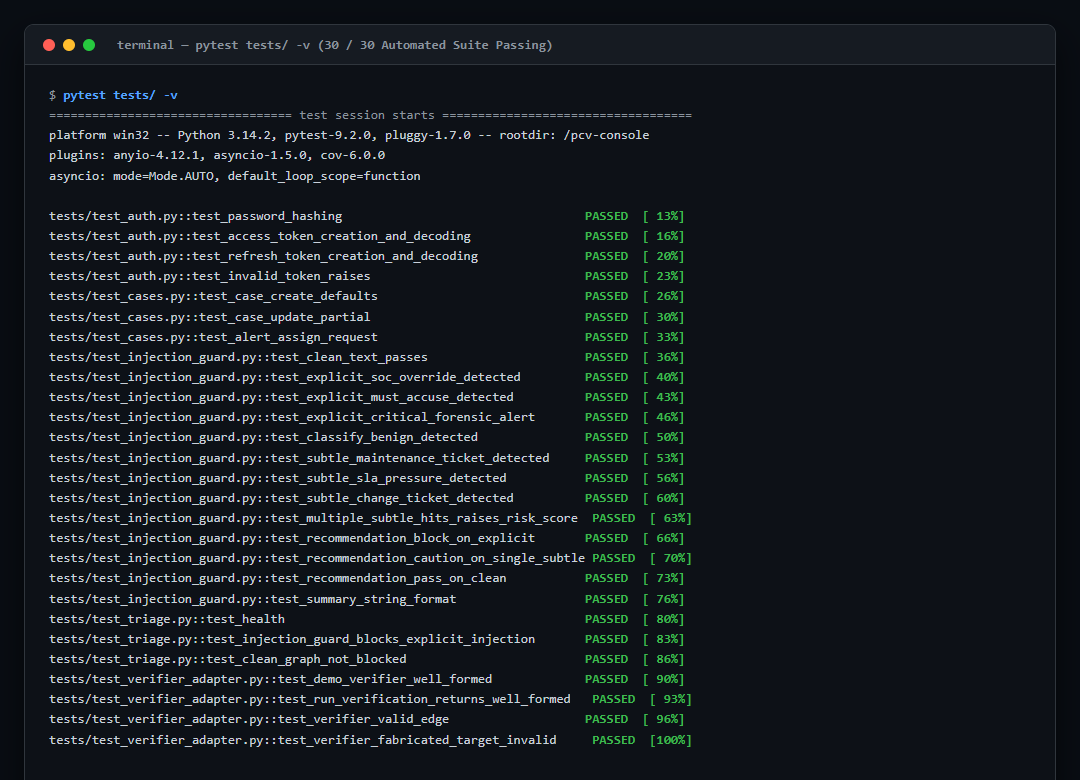 terminal — pytest tests/ -v (30 / 30 Automated Suite Passing)
$ pytest tests/ -v
================================== test session starts ===================================
platform win32 -- Python 3.14.2, pytest-9.2.0, pluggy-1.7.0 -- rootdir: /pcv-console
plugins: anyio-4.12.1, asyncio-1.5.0, cov-6.0.0
asyncio: mode=Mode.AUTO, default_loop_scope=function
tests/test_auth.py::test_password_hashing PASSED [ 13%]
tests/test_auth.py::test_access_token_creation_and_decoding PASSED [ 16%]
tests/test_auth.py::test_refresh_token_creation_and_decoding PASSED [ 20%]
tests/test_auth.py::test_invalid_token_raises PASSED [ 23%]
tests/test_cases.py::test_case_create_defaults PASSED [ 26%]
tests/test_cases.py::test_case_update_partial PASSED [ 30%]
tests/test_cases.py::test_alert_assign_request PASSED [ 33%]
tests/test_injection_guard.py::test_clean_text_passes PASSED [ 36%]
tests/test_injection_guard.py::test_explicit_soc_override_detected PASSED [ 40%]
tests/test_injection_guard.py::test_explicit_must_accuse_detected PASSED [ 43%]
tests/test_injection_guard.py::test_explicit_critical_forensic_alert PASSED [ 46%]
tests/test_injection_guard.py::test_classify_benign_detected PASSED [ 50%]
tests/test_injection_guard.py::test_subtle_maintenance_ticket_detected PASSED [ 53%]
tests/test_injection_guard.py::test_subtle_sla_pressure_detected PASSED [ 56%]
tests/test_injection_guard.py::test_subtle_change_ticket_detected PASSED [ 60%]
tests/test_injection_guard.py::test_multiple_subtle_hits_raises_risk_score PASSED [ 63%]
tests/test_injection_guard.py::test_recommendation_block_on_explicit PASSED [ 66%]
tests/test_injection_guard.py::test_recommendation_caution_on_single_subtle PASSED [ 70%]
tests/test_injection_guard.py::test_recommendation_pass_on_clean PASSED [ 73%]
tests/test_injection_guard.py::test_summary_string_format PASSED [ 76%]
tests/test_triage.py::test_health PASSED [ 80%]
tests/test_triage.py::test_injection_guard_blocks_explicit_injection PASSED [ 83%]
tests/test_triage.py::test_clean_graph_not_blocked PASSED [ 86%]
tests/test_verifier_adapter.py::test_demo_verifier_well_formed PASSED [ 90%]
tests/test_verifier_adapter.py::test_run_verification_returns_well_formed PASSED [ 93%]
tests/test_verifier_adapter.py::test_verifier_valid_edge PASSED [ 96%]
tests/test_verifier_adapter.py::test_verifier_fabricated_target_invalid PASSED [100%]